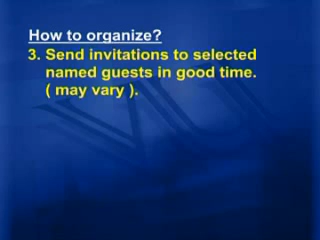 How to organize?
3. Send invitations to selected
named guests in good time.
( may vary ).